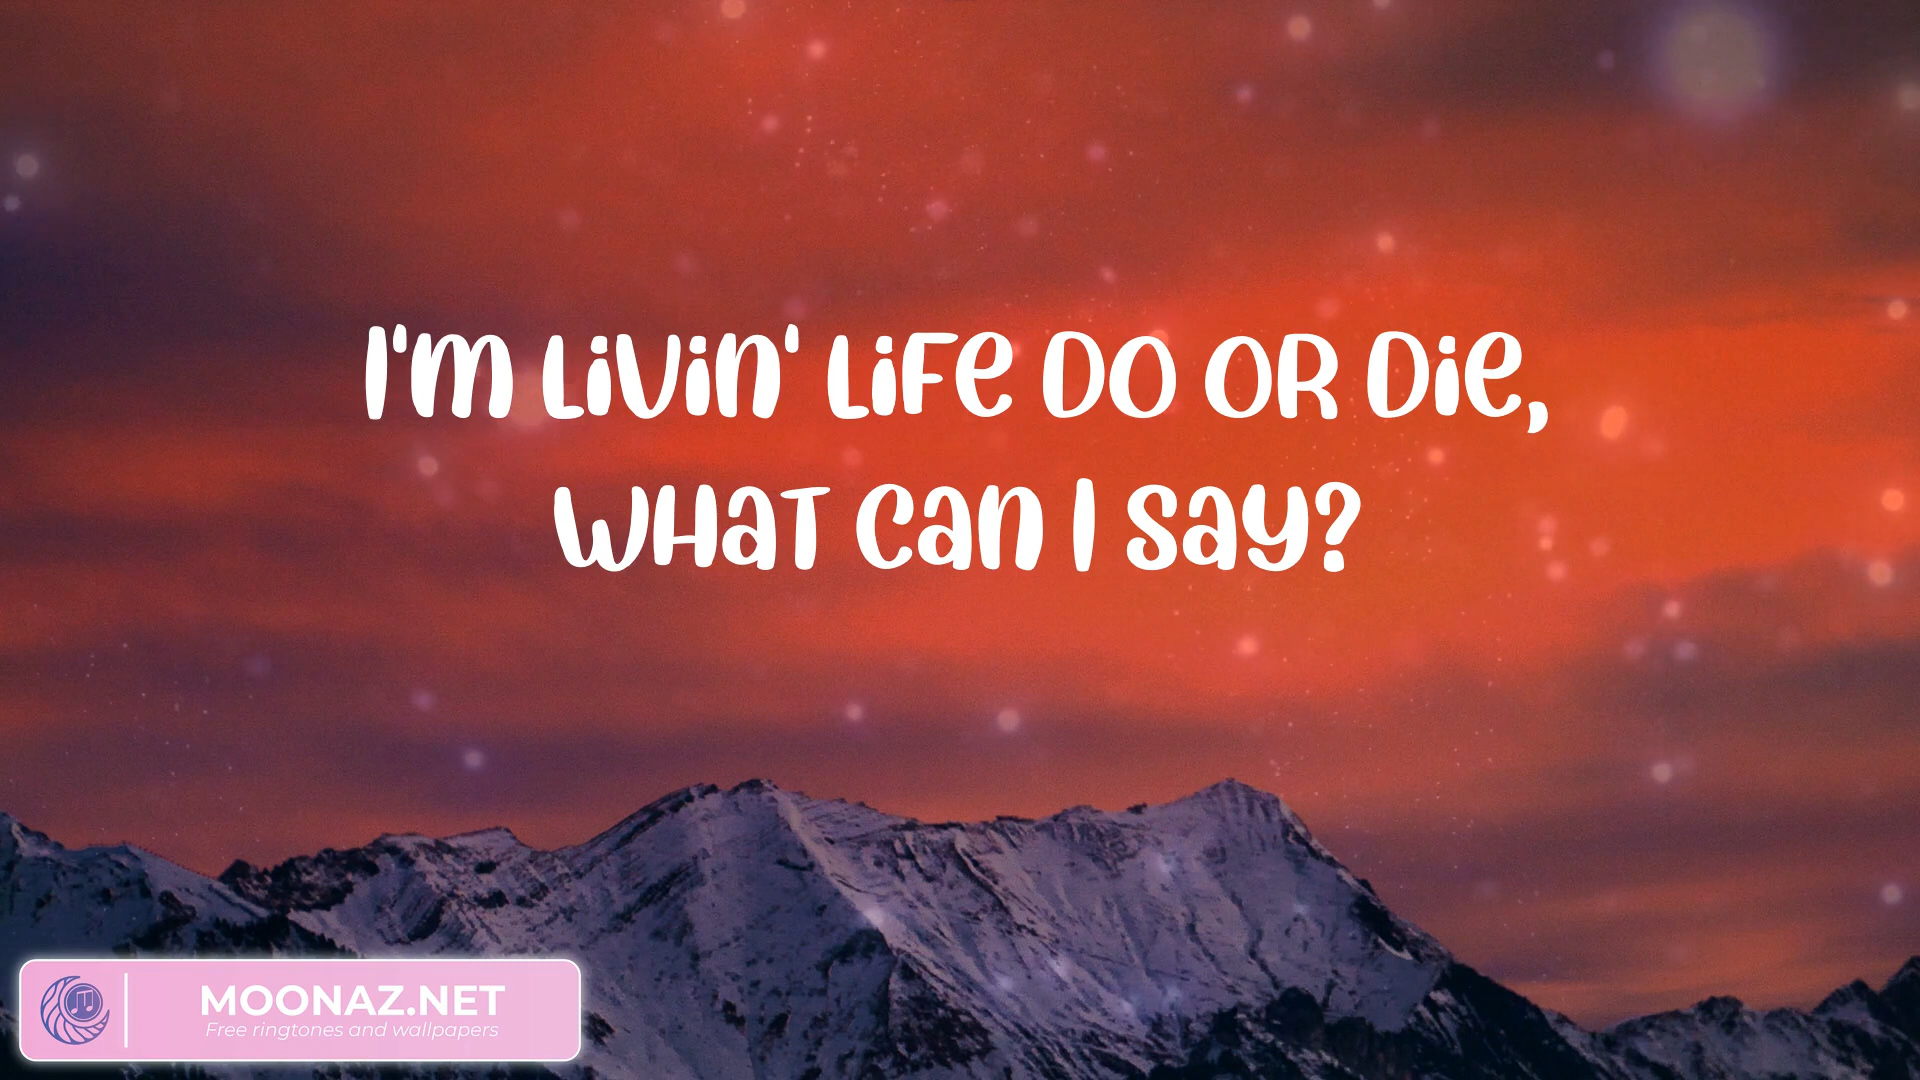 I'm livin' life do or die,
what can I say?
MOONAZ.NET
Free ringtones and wallpapers